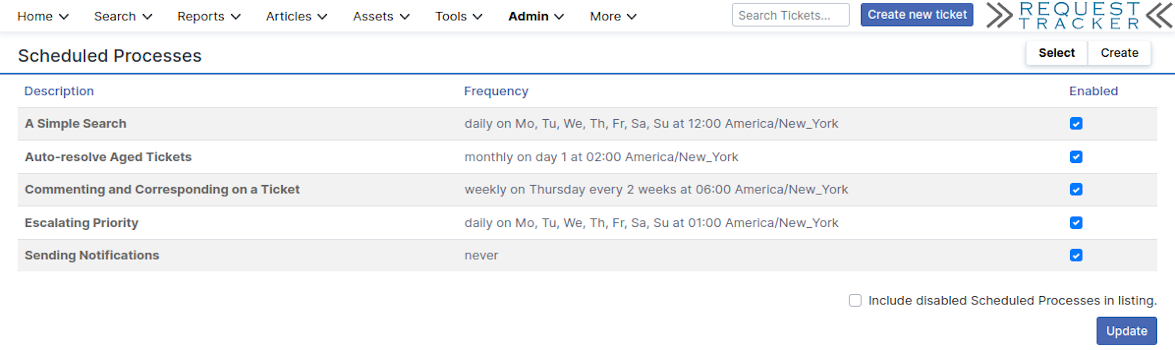 Home Search Reports Articles Assets Tools Admin More Search Tickets... Create new ticket REQUEST TRACKER
Scheduled Processes Select Create
Description Frequency Enabled
A Simple Search daily on Mo, Tu, We, Th, Fr, Sa, Su at 12:00 America/New_York
Auto-resolve Aged Tickets monthly on day 1 at 02:00 America/New_York
Commenting and Corresponding on a Ticket weekly on Thursday every 2 weeks at 06:00 America/New_York
Escalating Priority daily on Mo, Tu, We, Th, Fr, Sa, Su at 01:00 America/New_York
Sending Notifications never
Include disabled Scheduled Processes in listing.
Update